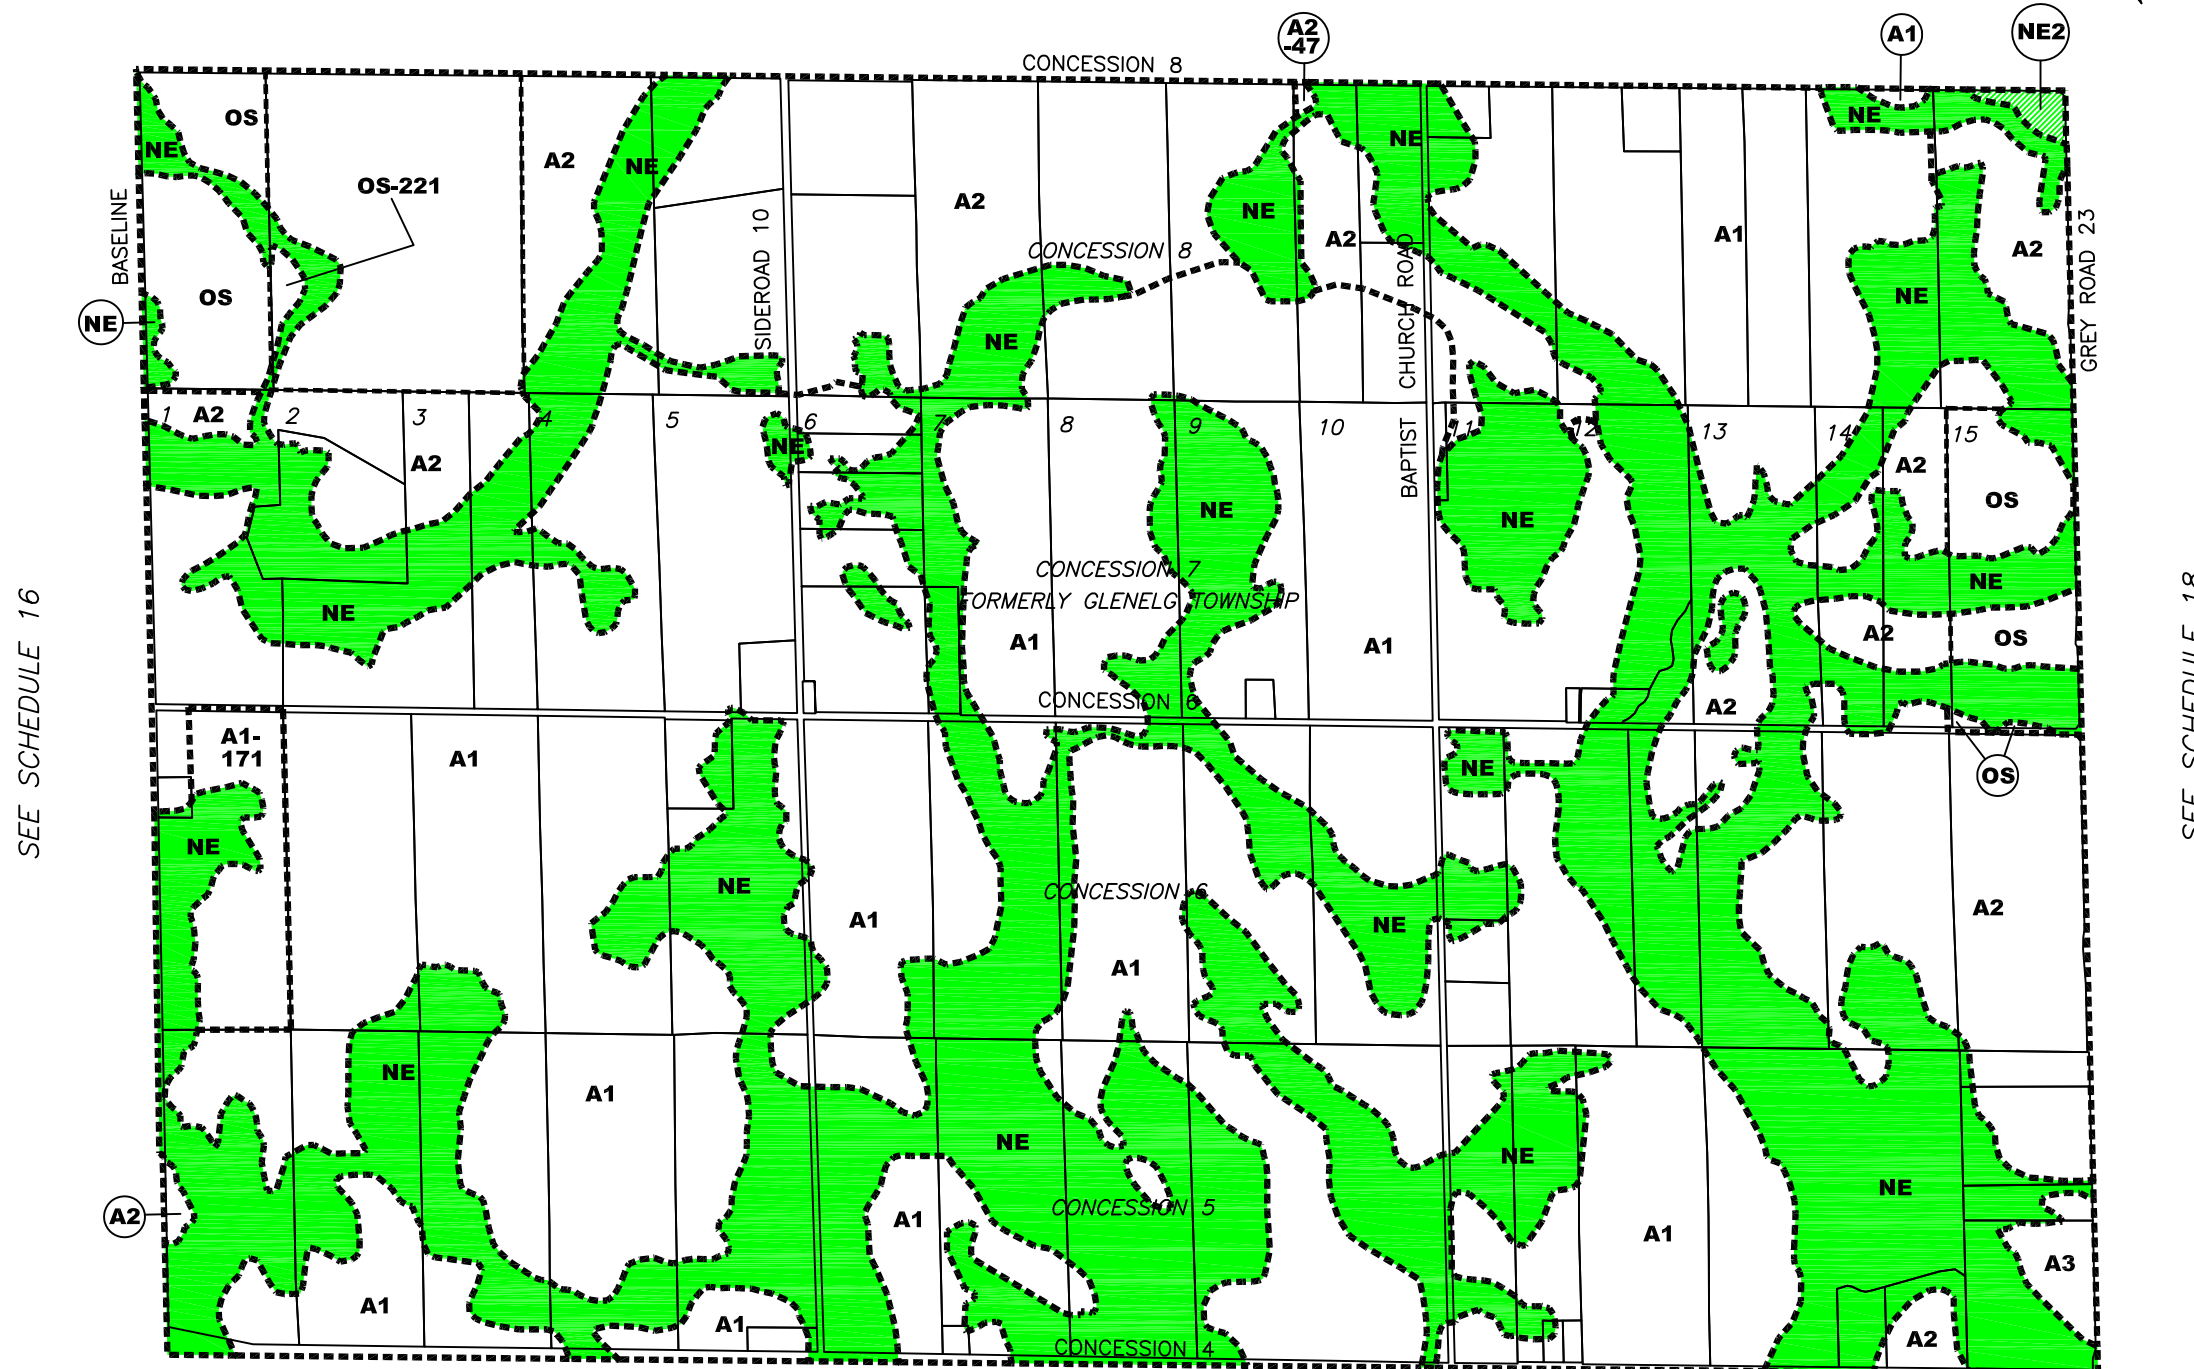 A2
-47
A1
NE2
CONCESSION 8
OS
NE
OS-221
A2
NE
A2
NE
NE
A2
NE
A1
A2
BASELINE
SIDEROAD 10
CONCESSION 8
BAPTIST CHURCH ROAD
GREY ROAD 23
NE
OS
NE
NE
1
A2
2
3
4
5
6
7
8
9
10
11
12
13
14
15
A2
NE
A2
OS
NE
NE
CONCESSION 7
FORMERLY GLENELG TOWNSHIP
NE
NE
A1
A1
A2
OS
CONCESSION 6
A2
SEE SCHEDULE 16
SEE SCHEDULE 18
A1-
171
A1
NE
OS
NE
NE
CONCESSION 6
A1
NE
A2
A1
NE
A1
NE
NE
NE
A2
CONCESSION 5
A1
A1
A3
A1
A1
A2
CONCESSION 4